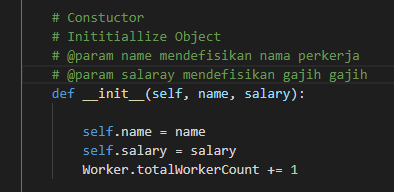 # Constuctor
# Inititiallize Object
# @param name mendefisikan nama perkerja
# @param salaray mendefisikan gajih gajih
def __init__(self, name, salary):
self.name = name
self.salary = salary
Worker.totalWorkerCount += 1